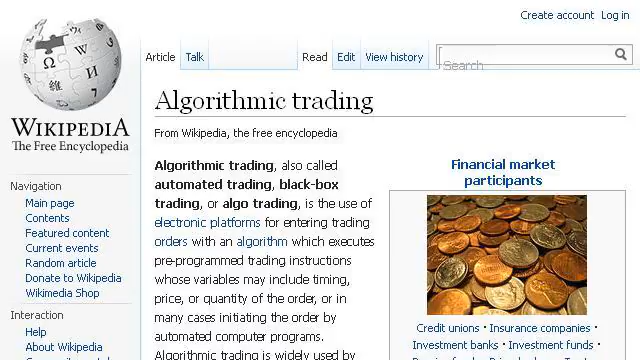 Create account Log in
Article Talk Read Edit View history Search
Algorithmic trading
From Wikipedia, the free encyclopedia
WIKIPEDIA
The Free Encyclopedia
Navigation
Main page
Contents
Featured content
Current events
Random article
Donate to Wikipedia
Wikimedia Shop
Interaction
Help
About Wikipedia
Algorithmic trading, also called
automated trading, black-box
trading, or algo trading, is the use of
electronic platforms for entering trading
orders with an algorithm which executes
pre-programmed trading instructions
whose variables may include timing,
price, or quantity of the order, or in
many cases initiating the order by
automated computer programs.
Algorithmic trading is widely used by
Financial market
participants
Credit unions · Insurance companies ·
Investment banks · Investment funds ·